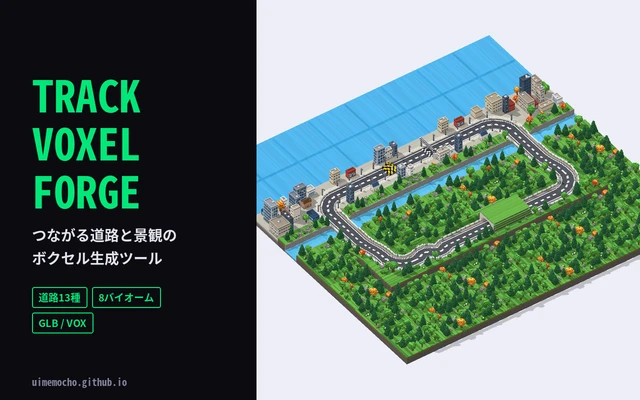 TRACK
VOXEL
FORGE
つながる道路と景観の
ボクセル生成ツール
道路13種
8バイオーム
GLB / VOX
uimemocho.github.io